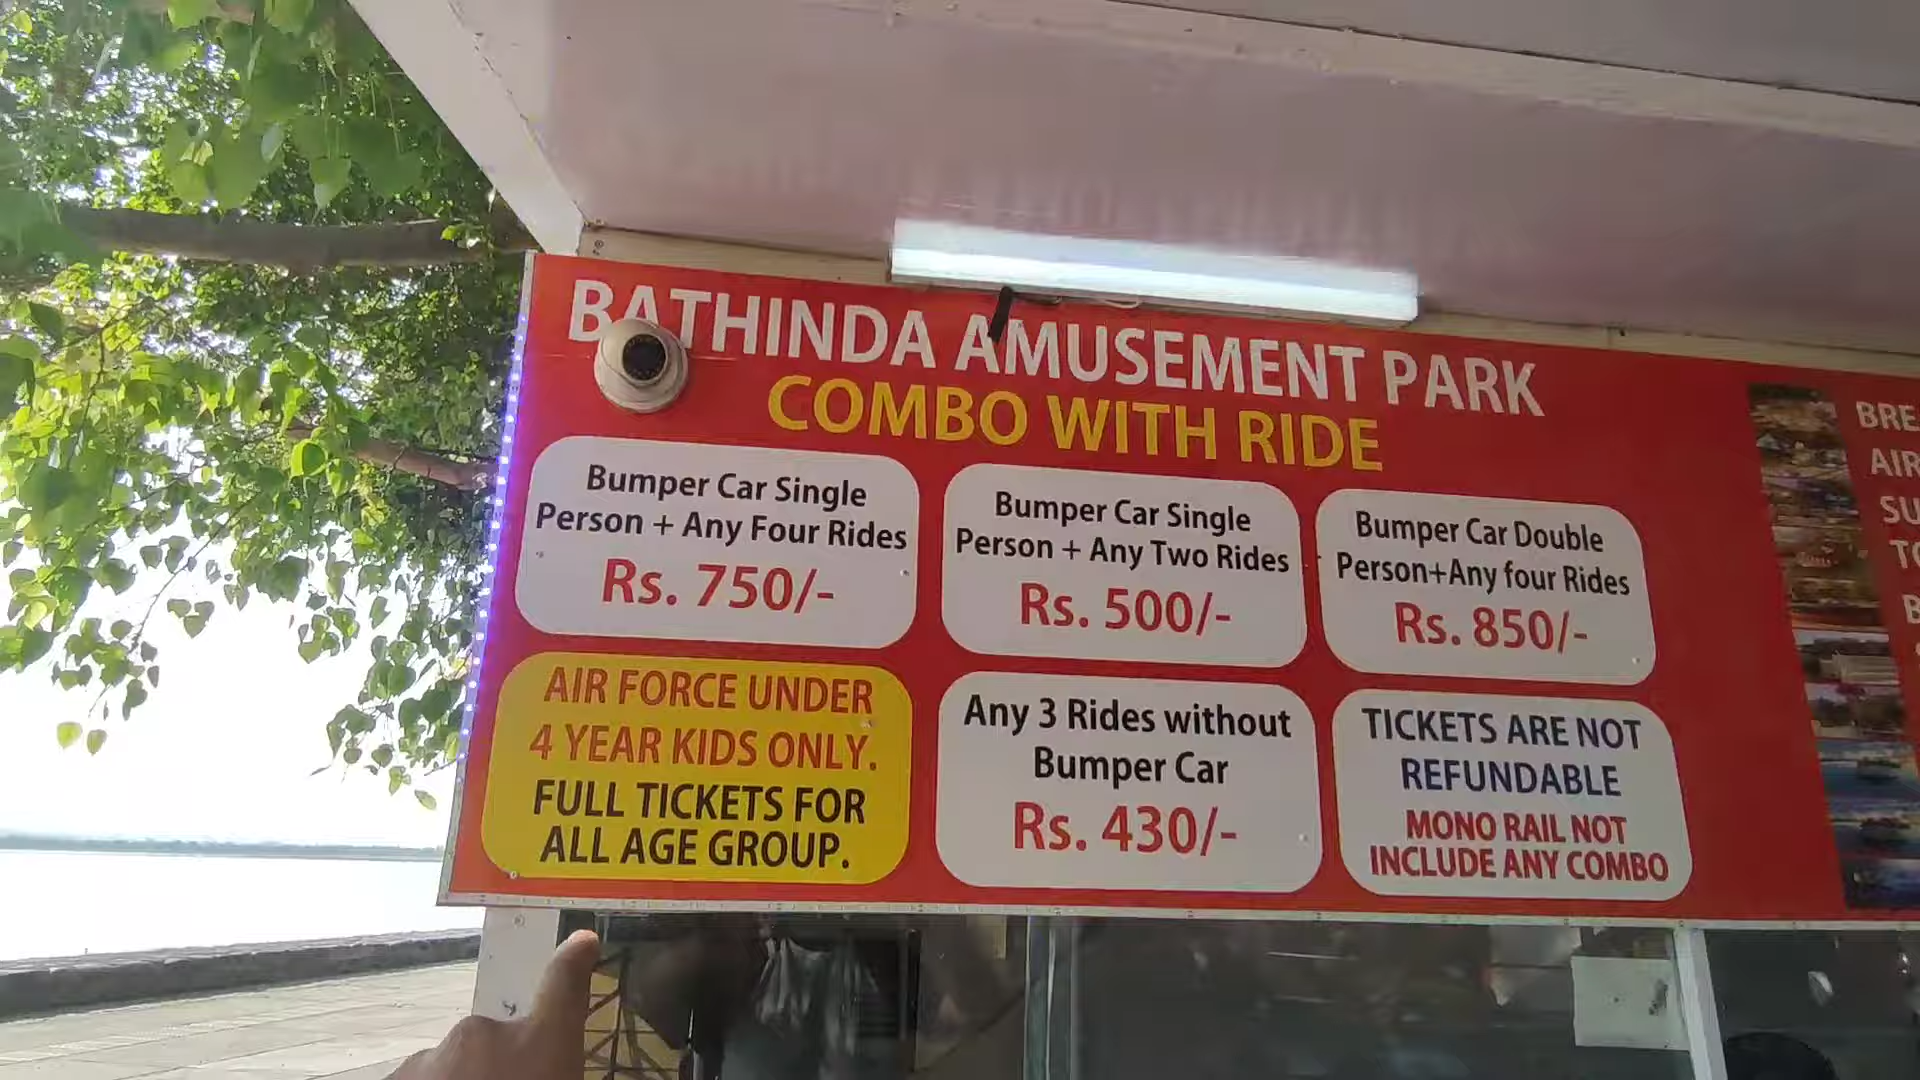 BATHINDA AMUSEMENT PARK
COMBO WITH RIDE
Bumper Car Single
Person + Any Four Rides
Rs. 750/-
Bumper Car Single
Person + Any Two Rides
Rs. 500/-
Bumper Car Double
Person+Any four Rides
Rs. 850/-
AIR FORCE UNDER
4 YEAR KIDS ONLY.
FULL TICKETS FOR
ALL AGE GROUP.
Any 3 Rides without
Bumper Car
Rs. 430/-
TICKETS ARE NOT
REFUNDABLE
MONO RAIL NOT
INCLUDE ANY COMBO